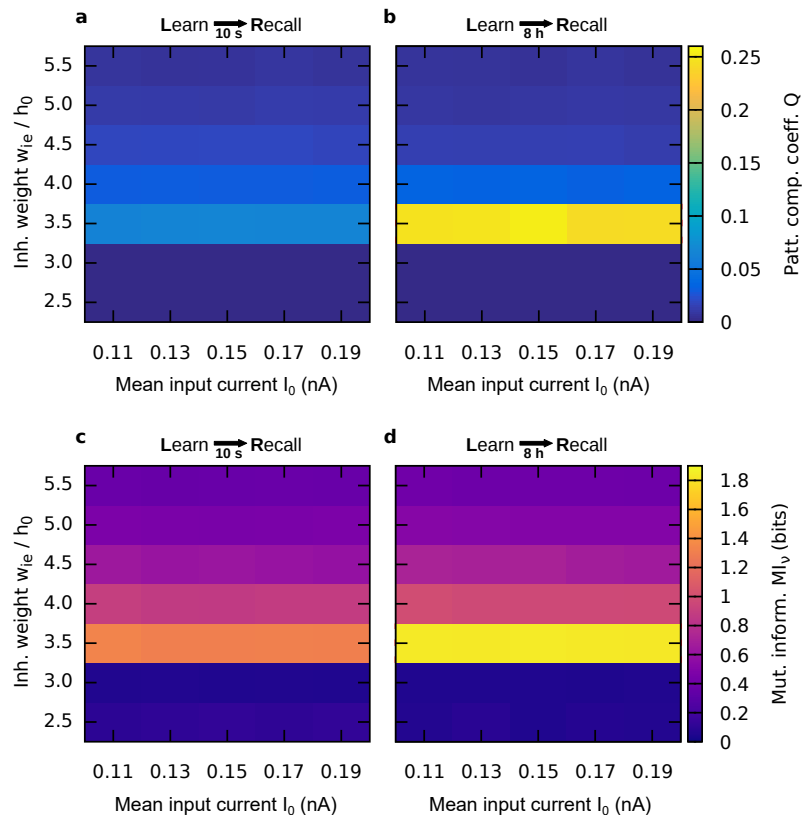 a
Learn 10 s Recall
b
Learn 8 h Recall
Inh. weight w_ie / h_0
5.5
5.0
4.5
4.0
3.5
3.0
2.5
0.11 0.13 0.15 0.17 0.19
Mean input current I_0 (nA)
0.11 0.13 0.15 0.17 0.19
Mean input current I_0 (nA)
0.25
0.2
0.15
0.1
0.05
0
Patt. comp. coeff. Q
c
Learn 10 s Recall
d
Learn 8 h Recall
Inh. weight w_ie / h_0
5.5
5.0
4.5
4.0
3.5
3.0
2.5
0.11 0.13 0.15 0.17 0.19
Mean input current I_0 (nA)
0.11 0.13 0.15 0.17 0.19
Mean input current I_0 (nA)
1.8
1.6
1.4
1.2
1
0.8
0.6
0.4
0.2
0
Mut. inform. MI_ν (bits)